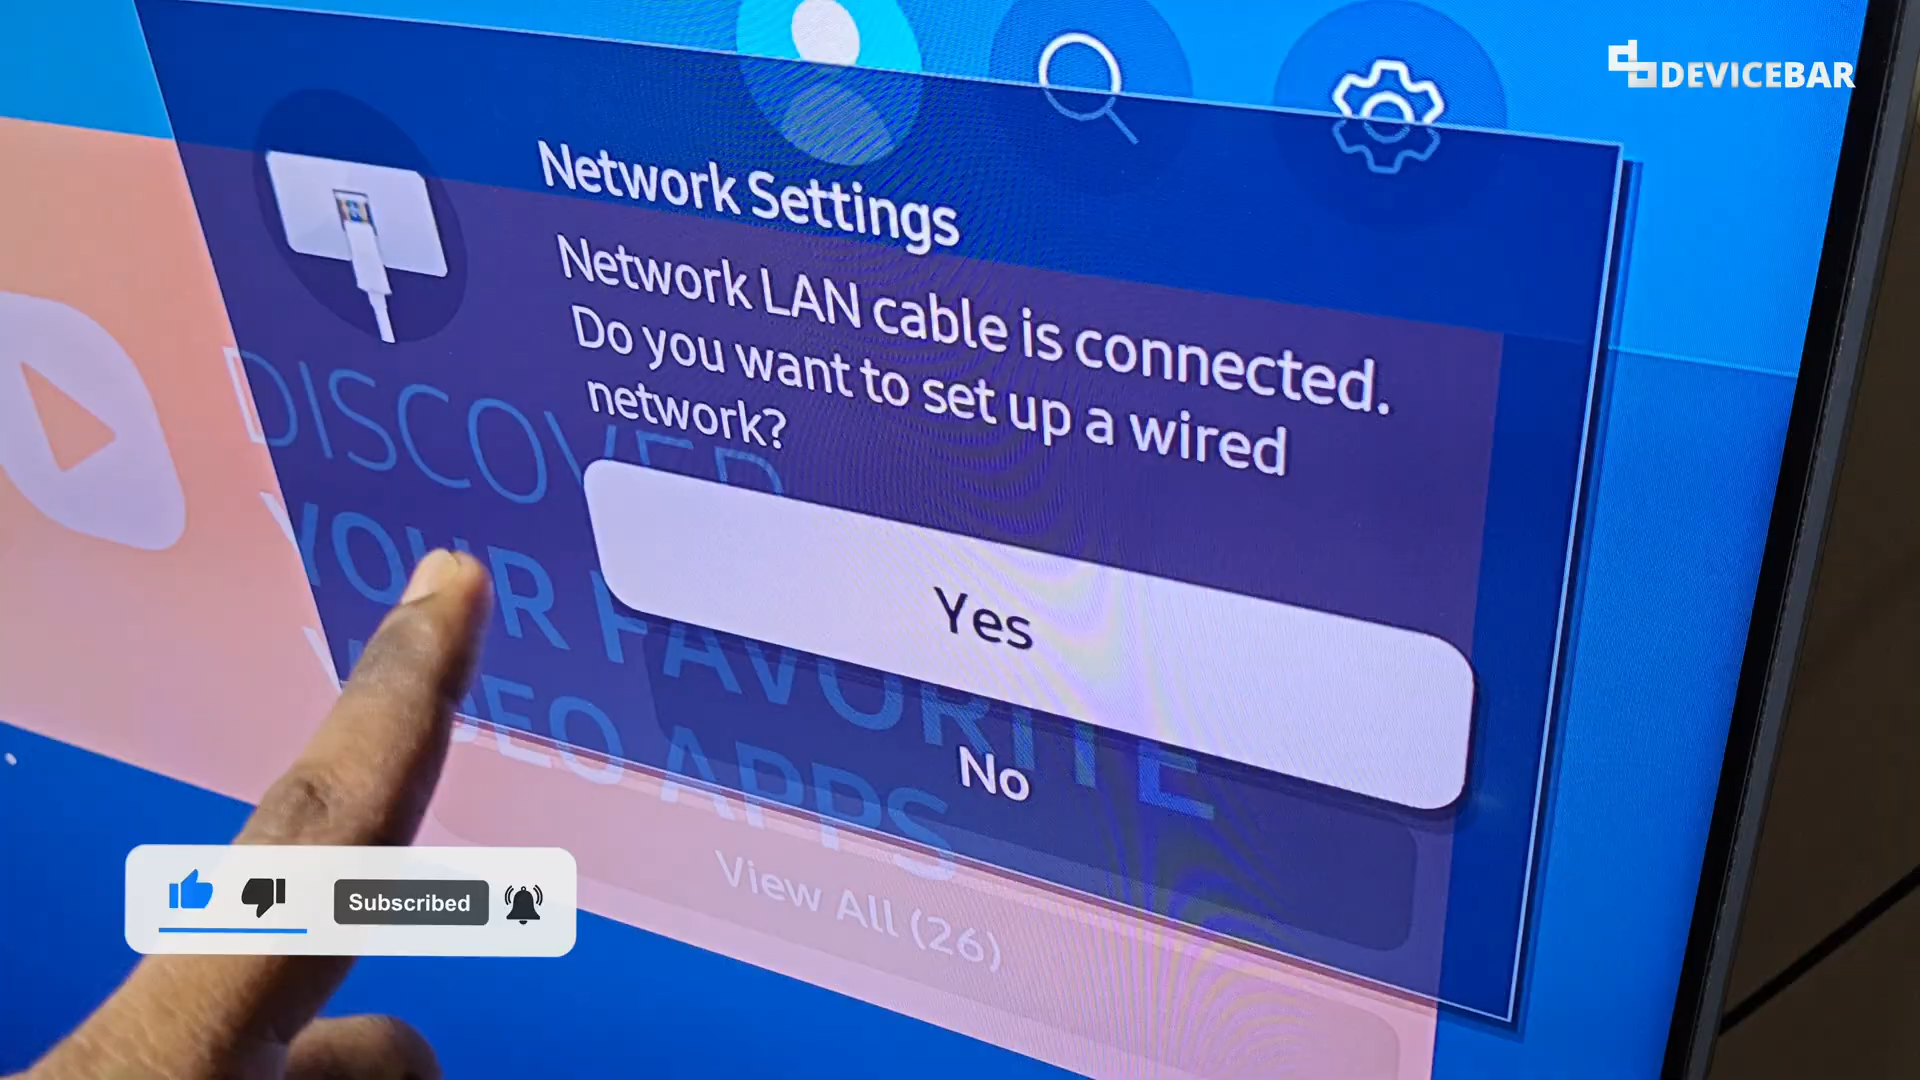 DEVICEBAR
Network Settings
Network LAN cable is connected.
Do you want to set up a wired
network?
Yes
No
DISCOVER
YOUR FAVORITE
VIDEO APPS
View All (26)
Subscribed